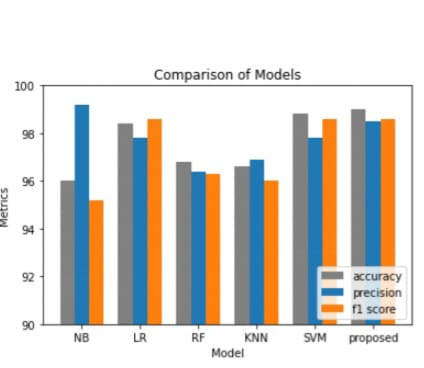 Comparison of Models
100
98
96
94
92
90
Metrics
accuracy
precision
f1 score
NB LR RF KNN SVM proposed
Model